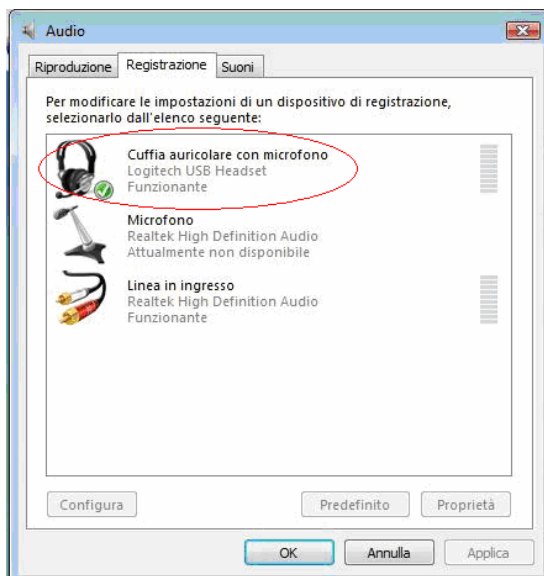 Audio
Riproduzione Registrazione Suoni
Per modificare le impostazioni di un dispositivo di registrazione,
selezionarlo dall'elenco seguente:
Cuffia auricolare con microfono
Logitech USB Headset
Funzionante
Microfono
Realtek High Definition Audio
Attualmente non disponibile
Linea in ingresso
Realtek High Definition Audio
Funzionante
Configura Predefinito Proprietà
OK Annulla Applica